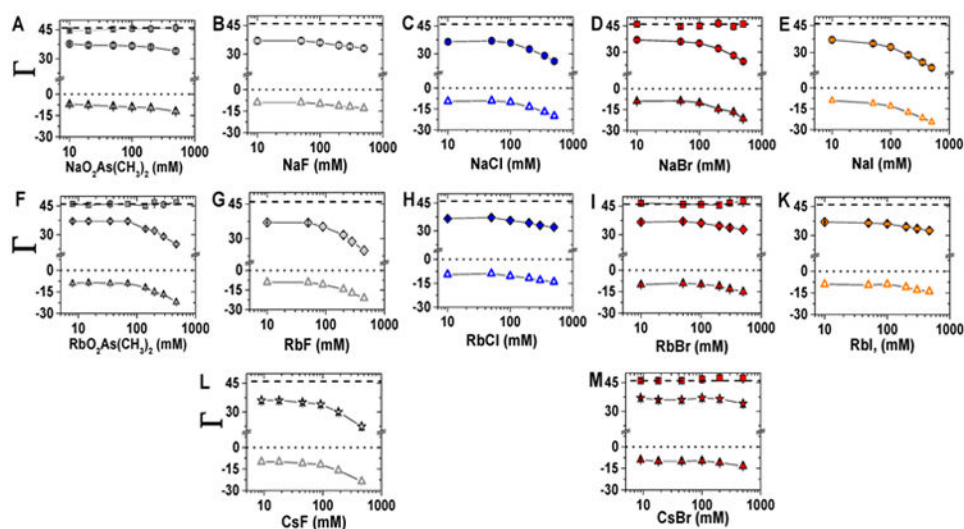 A
Γ
45
30
0
-15
-30
10 100 1000
NaO₂As(CH₃)₂ (mM)
B
45
30
0
-15
-30
10 100 1000
NaF (mM)
C
45
30
0
-15
-30
10 100 1000
NaCl (mM)
D
45
30
0
-15
-30
10 100 1000
NaBr (mM)
E
45
30
0
-15
-30
10 100 1000
NaI (mM)
F
Γ
45
30
0
-15
-30
10 100 1000
RbO₂As(CH₃)₂ (mM)
G
45
30
0
-15
-30
10 100 1000
RbF (mM)
H
45
30
0
-15
-30
10 100 1000
RbCl (mM)
I
45
30
0
-15
-30
10 100 1000
RbBr (mM)
K
45
30
0
-15
-30
10 100 1000
RbI, (mM)
L
Γ
45
30
0
-15
-30
10 100 1000
CsF (mM)
M
45
30
0
-15
-30
10 100 1000
CsBr (mM)